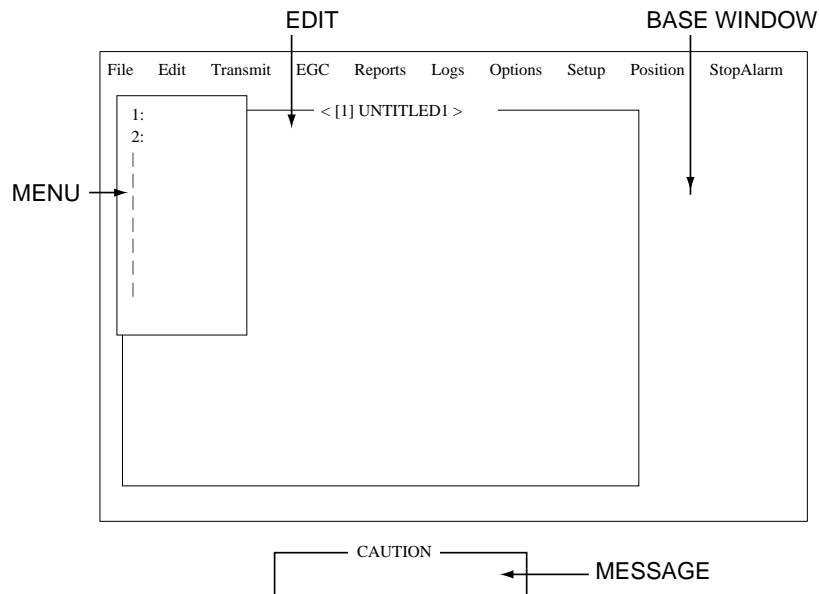 EDIT BASE WINDOW
File Edit Transmit EGC Reports Logs Options Setup Position StopAlarm
1: < [1] UNTITLED1 >
2:
MENU
CAUTION
MESSAGE